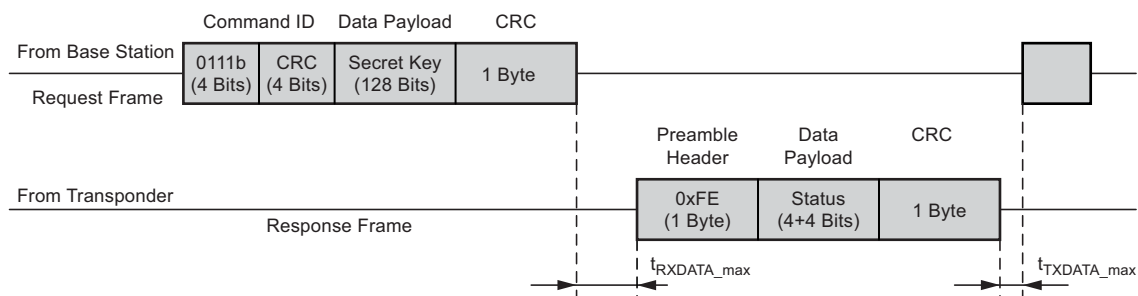 Command ID Data Payload CRC
From Base Station
0111b (4 Bits) CRC (4 Bits) Secret Key (128 Bits) 1 Byte
Request Frame
Preamble Header Data Payload CRC
From Transponder
0xFE (1 Byte) Status (4+4 Bits) 1 Byte
Response Frame
tRXDATA_max tTXDATA_max